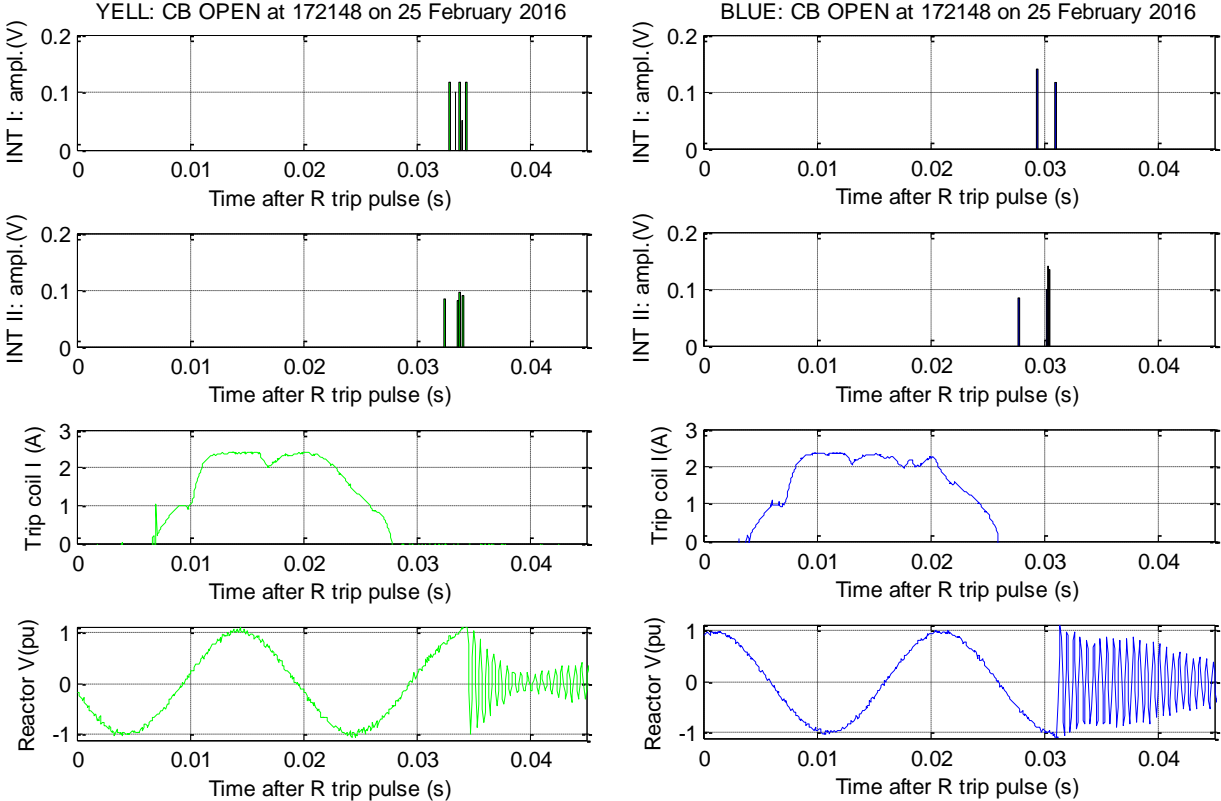 YELL: CB OPEN at 172148 on 25 February 2016
INT I: ampl.(V)
0.2
0.1
0
0 0.01 0.02 0.03 0.04
Time after R trip pulse (s)
INT II: ampl.(V)
0.2
0.1
0
0 0.01 0.02 0.03 0.04
Time after R trip pulse (s)
Trip coil I (A)
3
2
1
0
0 0.01 0.02 0.03 0.04
Time after R trip pulse (s)
Reactor V(pu)
1
0
-1
0 0.01 0.02 0.03 0.04
Time after R trip pulse (s)
BLUE: CB OPEN at 172148 on 25 February 2016
INT I: ampl.(V)
0.2
0.1
0
0 0.01 0.02 0.03 0.04
Time after R trip pulse (s)
INT II: ampl.(V)
0.2
0.1
0
0 0.01 0.02 0.03 0.04
Time after R trip pulse (s)
Trip coil I(A)
3
2
1
0
0 0.01 0.02 0.03 0.04
Time after R trip pulse (s)
Reactor V(pu)
1
0
-1
0 0.01 0.02 0.03 0.04
Time after R trip pulse (s)